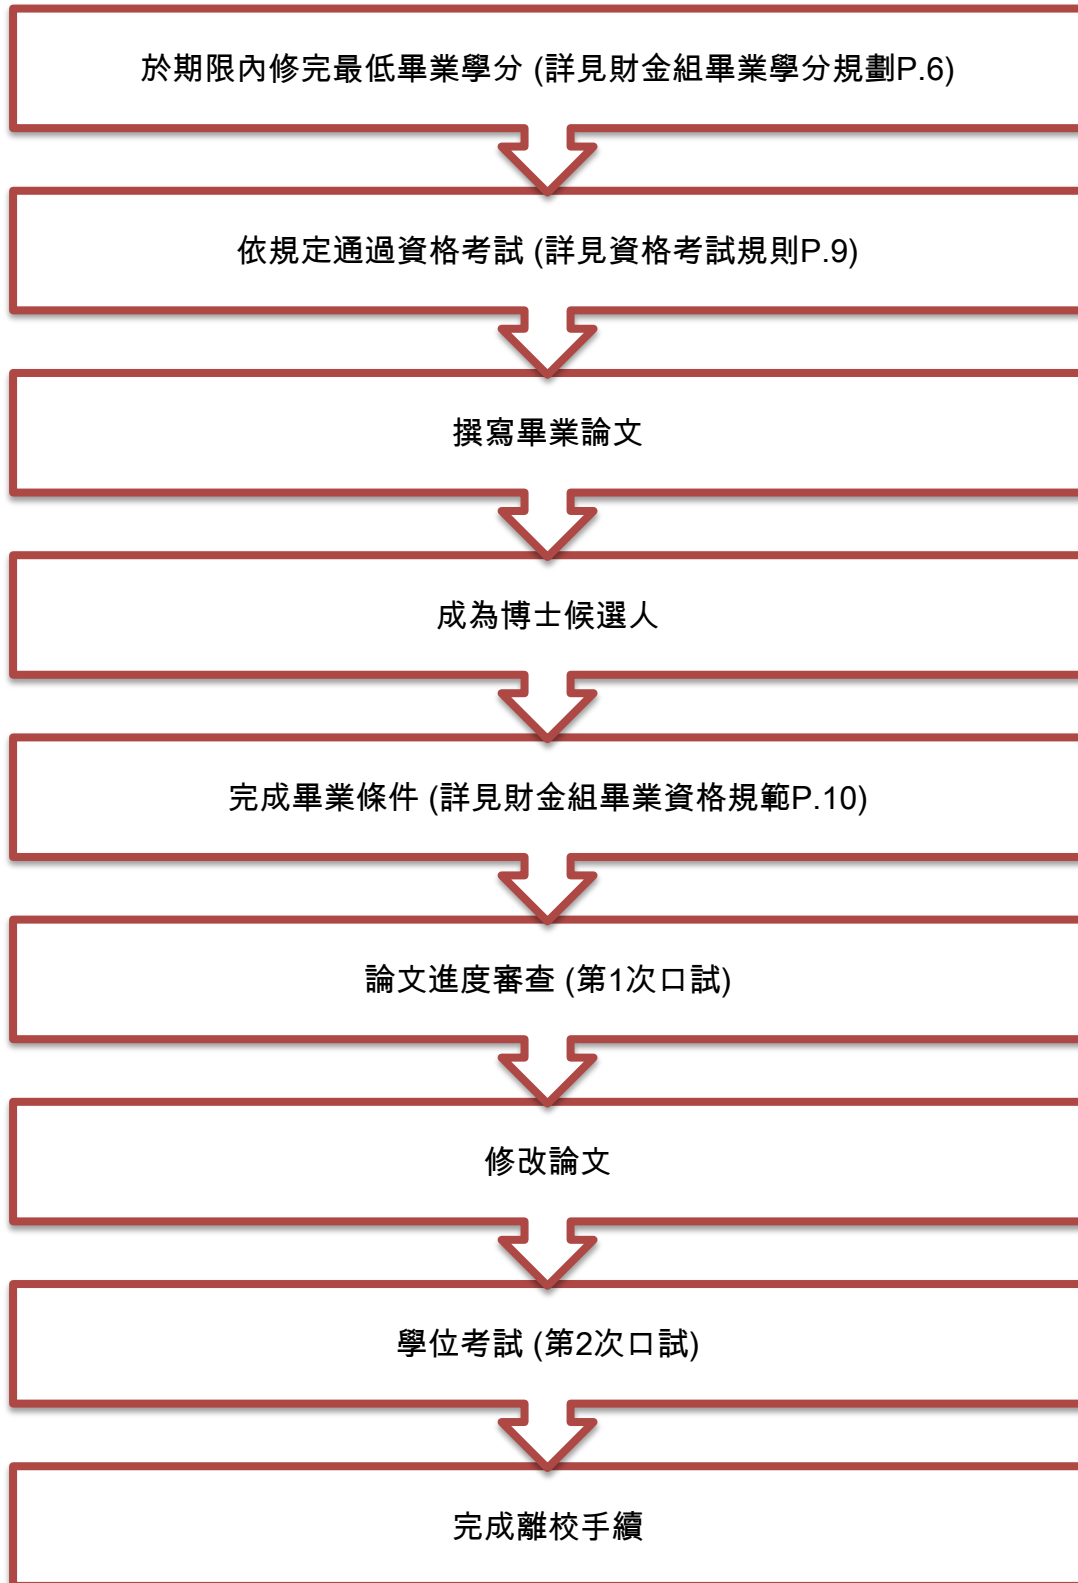 於期限內修完最低畢業學分 (詳見財金組畢業學分規劃P.6)
依規定通過資格考試 (詳見資格考試規則P.9)
撰寫畢業論文
成為博士候選人
完成畢業條件 (詳見財金組畢業資格規範P.10)
論文進度審查 (第1次口試)
修改論文
學位考試 (第2次口試)
完成離校手續